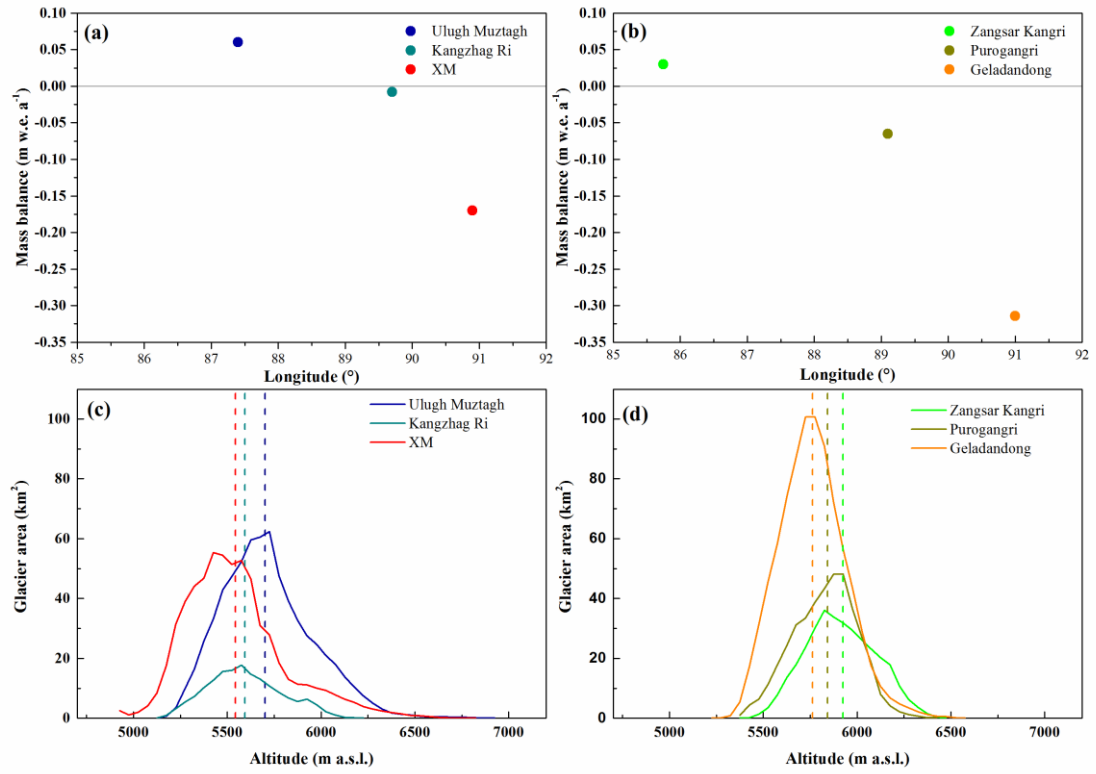 (a)
Ulugh Muztagh
Kangzhag Ri
XM
Mass balance (m w.e. a-1)
0.10
0.05
0.00
-0.05
-0.10
-0.15
-0.20
-0.25
-0.30
-0.35
85 86 87 88 89 90 91 92
Longitude (°)
(b)
Zangsar Kangri
Purogangri
Geladandong
Mass balance (m w.e. a-1)
0.10
0.05
0.00
-0.05
-0.10
-0.15
-0.20
-0.25
-0.30
-0.35
85 86 87 88 89 90 91 92
Longitude (°)
(c)
Ulugh Muztagh
Kangzhag Ri
XM
Glacier area (km2)
100
80
60
40
20
0
5000 5500 6000 6500 7000
Altitude (m a.s.l.)
(d)
Zangsar Kangri
Purogangri
Geladandong
Glacier area (km2)
100
80
60
40
20
0
5000 5500 6000 6500 7000
Altitude (m a.s.l.)